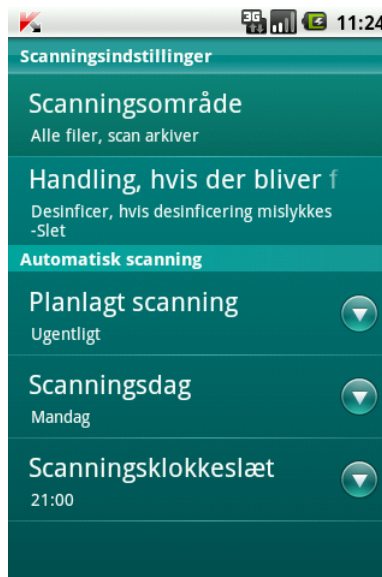 3G 11:24
Scanningsindstillinger
Scanningsområde
Alle filer, scan arkiver
Handling, hvis der bliver f
Desinficer, hvis desinficering mislykkes
-Slet
Automatisk scanning
Planlagt scanning
Ugentligt
Scanningsdag
Mandag
Scanningsklokkeslæt
21:00